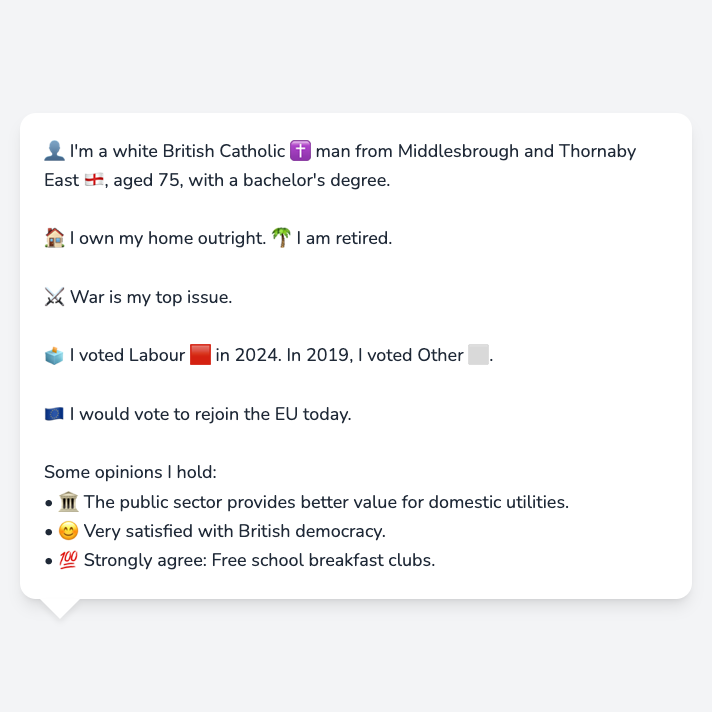 👤 I'm a white British Catholic ✝️ man from Middlesbrough and Thornaby
East 🏴󠁧󠁢󠁥󠁮󠁧󠁿, aged 75, with a bachelor's degree.
🏠 I own my home outright. 🌴 I am retired.
⚔️ War is my top issue.
🗳️ I voted Labour 🟥 in 2024. In 2019, I voted Other ⬜.
🇪🇺 I would vote to rejoin the EU today.
Some opinions I hold:
• 🏛️ The public sector provides better value for domestic utilities.
• 😊 Very satisfied with British democracy.
• 💯 Strongly agree: Free school breakfast clubs.